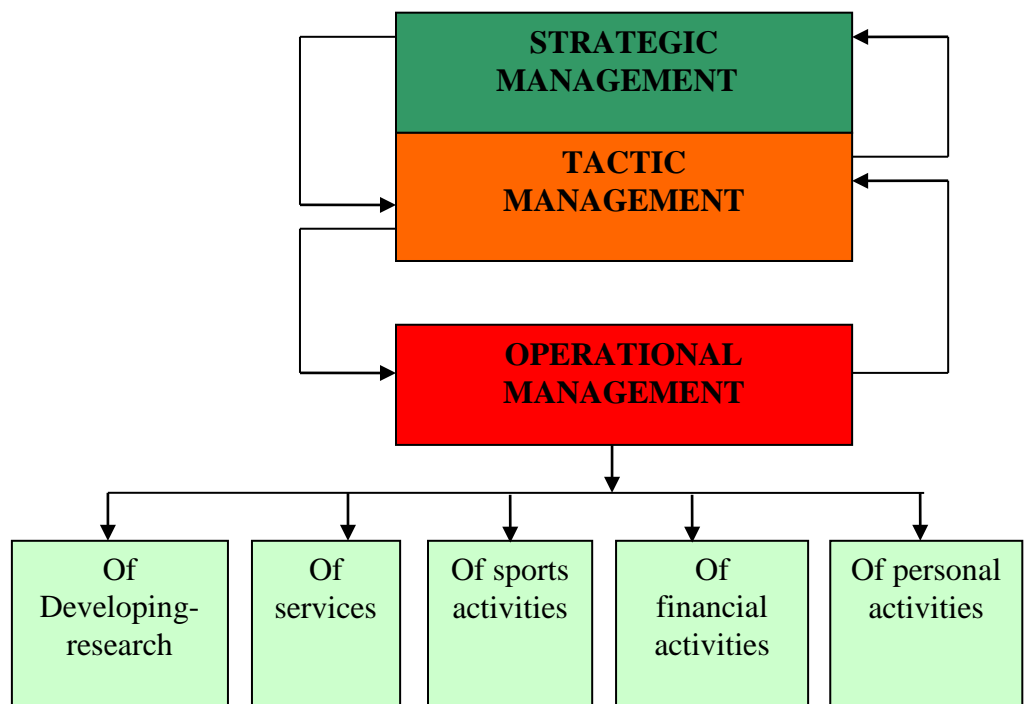 STRATEGIC
MANAGEMENT
TACTIC
MANAGEMENT
OPERATIONAL
MANAGEMENT
Of
Developing-
research
Of
services
Of sports
activities
Of
financial
activities
Of personal
activities